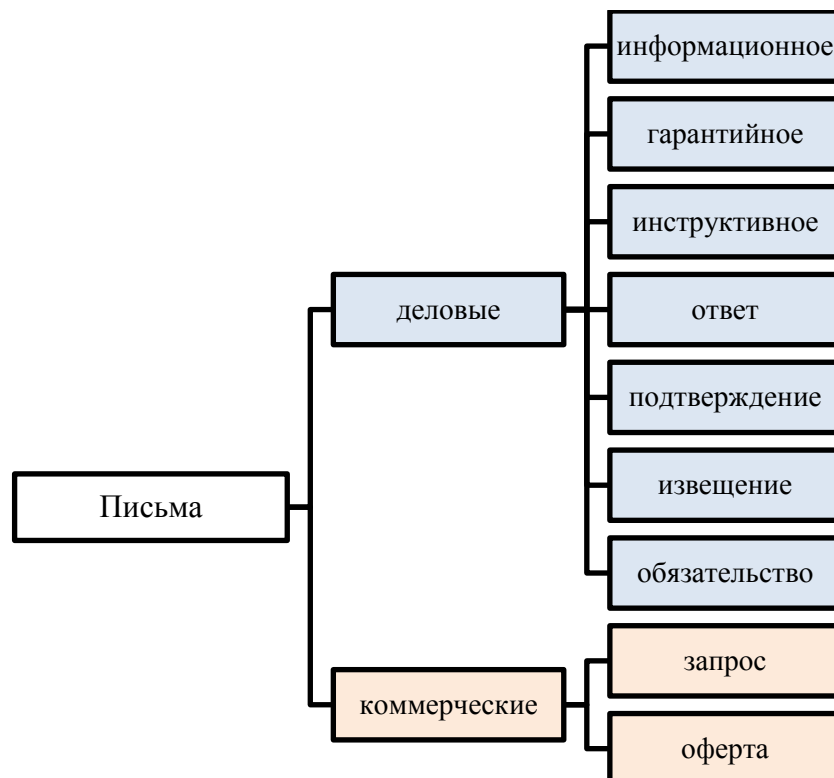 Письма
деловые
информационное
гарантийное
инструктивное
ответ
подтверждение
извещение
обязательство
коммерческие
запрос
оферта